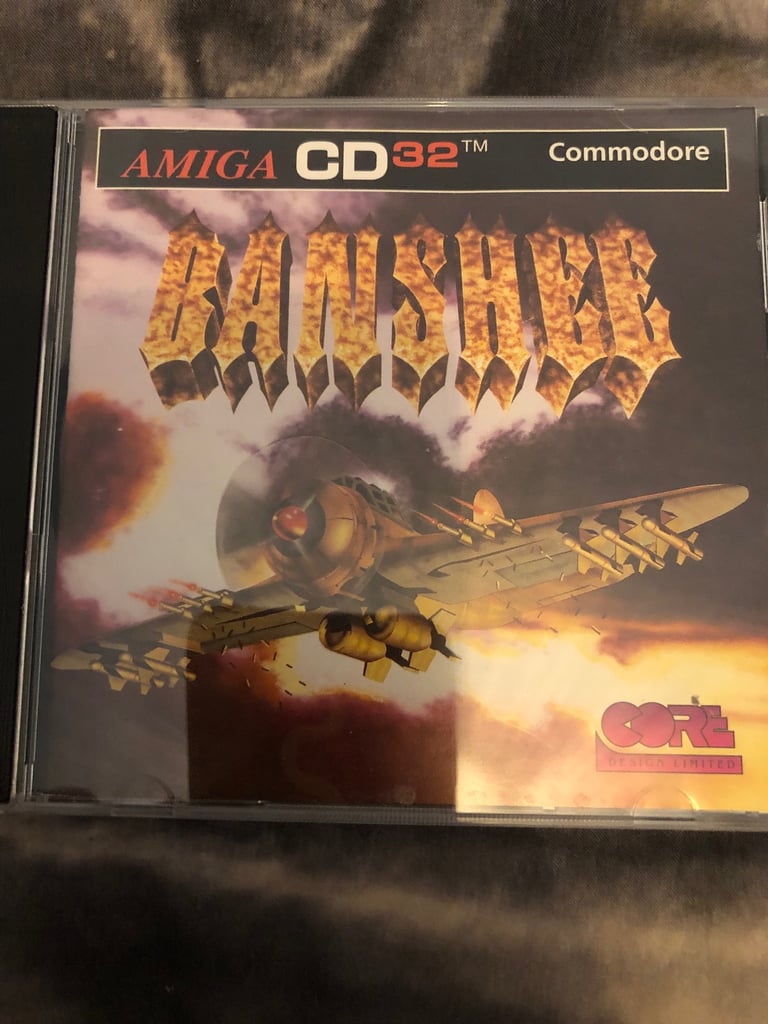 AMIGA CD32™ Commodore
BANSHEE
CORE
DESIGN LIMITED